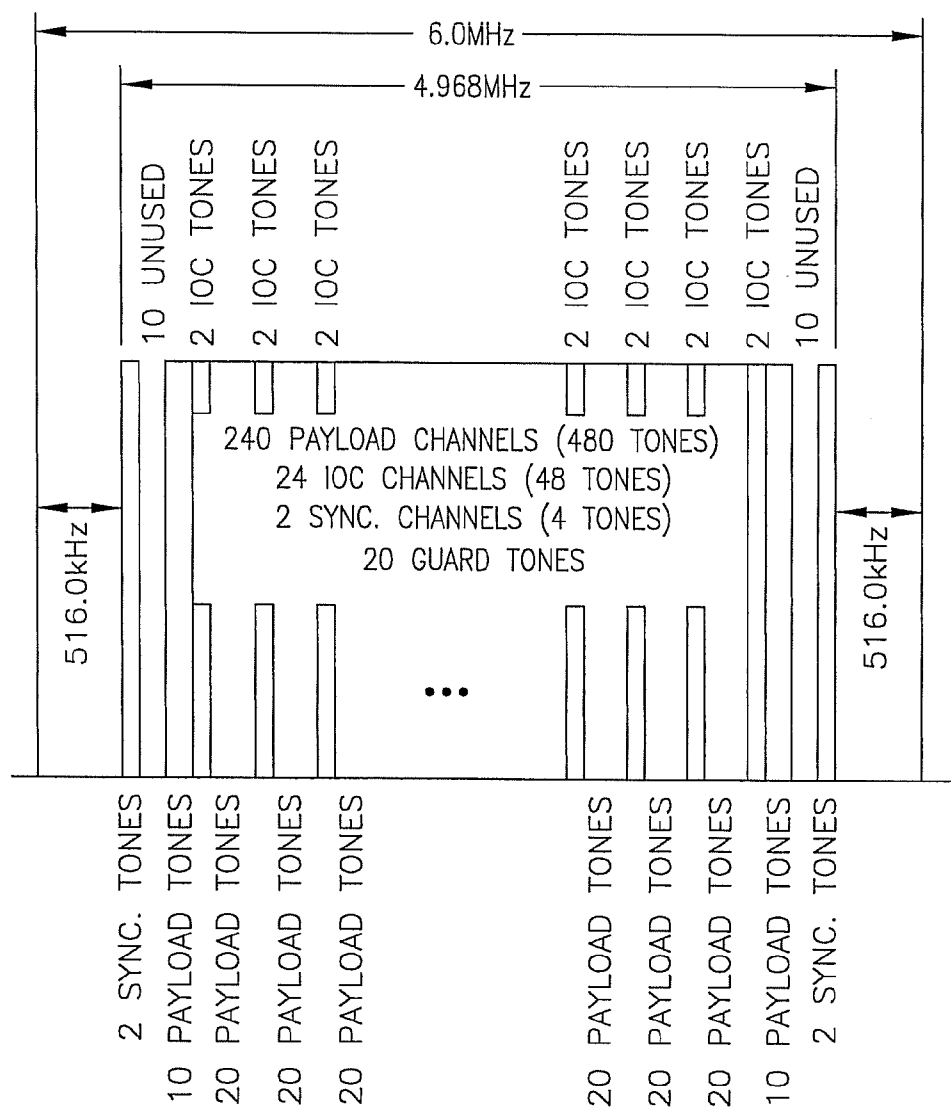 6.0MHz
4.968MHz
10 UNUSED
2 IOC TONES
2 IOC TONES
2 IOC TONES
2 IOC TONES
2 IOC TONES
2 IOC TONES
2 IOC TONES
10 UNUSED
240 PAYLOAD CHANNELS (480 TONES)
24 IOC CHANNELS (48 TONES)
2 SYNC. CHANNELS (4 TONES)
20 GUARD TONES
516.0kHz
516.0kHz
...
2 SYNC. TONES
10 PAYLOAD TONES
20 PAYLOAD TONES
20 PAYLOAD TONES
20 PAYLOAD TONES
20 PAYLOAD TONES
20 PAYLOAD TONES
20 PAYLOAD TONES
10 PAYLOAD TONES
2 SYNC. TONES